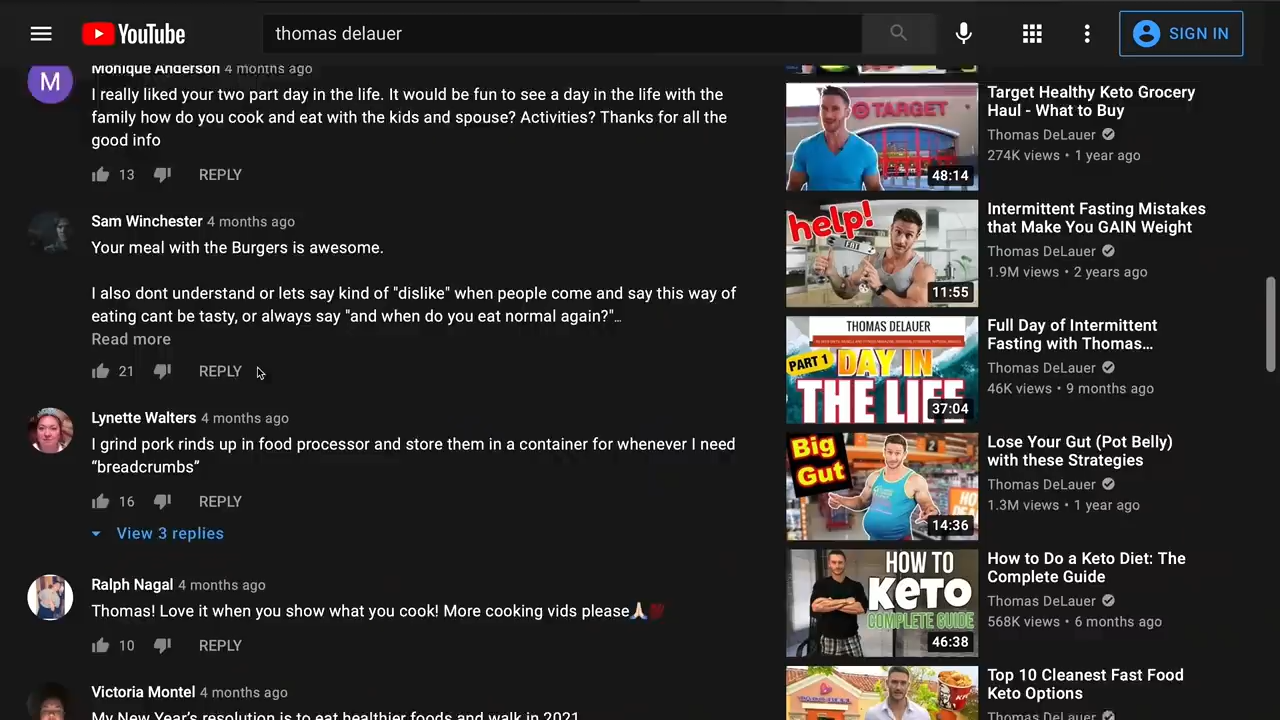 YouTube
thomas delauer
SIGN IN
Monique Anderson 4 months ago
M
I really liked your two part day in the life. It would be fun to see a day in the life with the
family how do you cook and eat with the kids and spouse? Activities? Thanks for all the
good info
13 REPLY
Sam Winchester 4 months ago
Your meal with the Burgers is awesome.
I also dont understand or lets say kind of "dislike" when people come and say this way of
eating cant be tasty, or always say "and when do you eat normal again?"...
Read more
21 REPLY
Lynette Walters 4 months ago
I grind pork rinds up in food processor and store them in a container for whenever I need
“breadcrumbs”
16 REPLY
View 3 replies
Ralph Nagal 4 months ago
Thomas! Love it when you show what you cook! More cooking vids please🙏🏻💯
10 REPLY
Victoria Montel 4 months ago
My New Year's resolution is to eat healthier foods and walk in 2021
TARGET
48:14
Target Healthy Keto Grocery
Haul - What to Buy
Thomas DeLauer
274K views • 1 year ago
help!
FAT
11:55
Intermittent Fasting Mistakes
that Make You GAIN Weight
Thomas DeLauer
1.9M views • 2 years ago
THOMAS DELAUER
PART 1
DAY IN
THE LIFE
37:04
Full Day of Intermittent
Fasting with Thomas...
Thomas DeLauer
46K views • 9 months ago
Big
Gut
14:36
Lose Your Gut (Pot Belly)
with these Strategies
Thomas DeLauer
1.3M views • 1 year ago
HOW TO
KETO
COMPLETE GUIDE
46:38
How to Do a Keto Diet: The
Complete Guide
Thomas DeLauer
568K views • 6 months ago
KFC
Top 10 Cleanest Fast Food
Keto Options
Thomas DeLauer